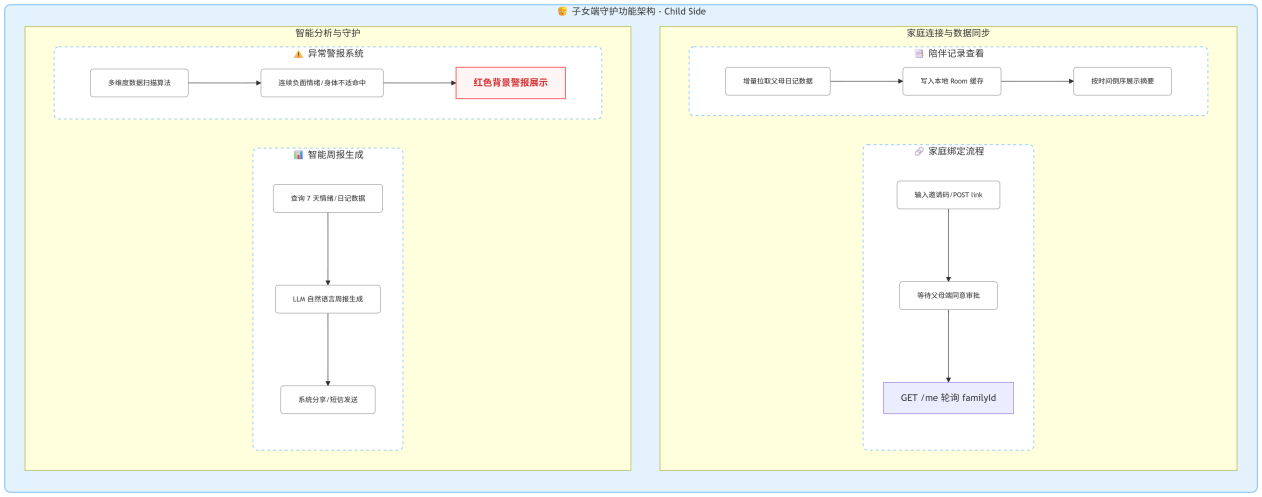 子女端守护功能架构 - Child Side
智能分析与守护
⚠️ 异常警报系统
多维度数据扫描算法
连续负面情绪/身体不适命中
红色背景警报展示
📊 智能周报生成
查询 7 天情绪/日记数据
LLM 自然语言周报生成
系统分享/短信发送
家庭连接与数据同步
陪伴记录查看
增量拉取父母日记数据
写入本地 Room 缓存
按时间倒序展示摘要
🔗 家庭绑定流程
输入邀请码/POST link
等待父母端同意审批
GET /me 轮询 familyId